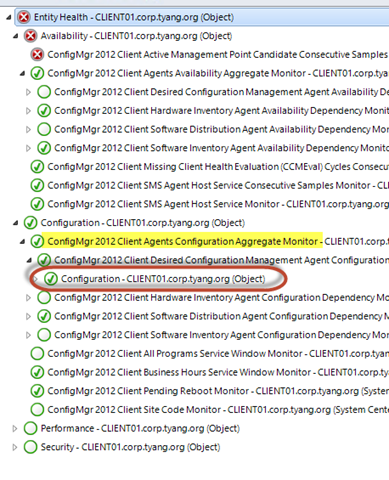 Entity Health - CLIENT01.corp.tyang.org (Object)
Availability - CLIENT01.corp.tyang.org (Object)
ConfigMgr 2012 Client Active Management Point Candidate Consecutive Samples
ConfigMgr 2012 Client Agents Availability Aggregate Monitor - CLIENT01.corp.tya
ConfigMgr 2012 Client Desired Configuration Management Agent Availability De
ConfigMgr 2012 Client Hardware Inventory Agent Availability Dependency Monit
ConfigMgr 2012 Client Software Distribution Agent Availability Dependency Mon
ConfigMgr 2012 Client Software Inventory Agent Availability Dependency Monito
ConfigMgr 2012 Client Missing Client Health Evaluation (CCMEval) Cycles Consecu
ConfigMgr 2012 Client SMS Agent Host Service Consecutive Samples Monitor - CL
ConfigMgr 2012 Client SMS Agent Host Service Monitor - CLIENT01.corp.tyang.or
Configuration - CLIENT01.corp.tyang.org (Object)
ConfigMgr 2012 Client Agents Configuration Aggregate Monitor - CLIENT01.corp.t
ConfigMgr 2012 Client Desired Configuration Management Agent Configuration
Configuration - CLIENT01.corp.tyang.org (Object)
ConfigMgr 2012 Client Hardware Inventory Agent Configuration Dependency Mo
ConfigMgr 2012 Client Software Distribution Agent Configuration Dependency M
ConfigMgr 2012 Client Software Inventory Agent Configuration Dependency Mon
ConfigMgr 2012 Client All Programs Service Window Monitor - CLIENT01.corp.tyan
ConfigMgr 2012 Client Business Hours Service Window Monitor - CLIENT01.corp.ty
ConfigMgr 2012 Client Pending Reboot Monitor - CLIENT01.corp.tyang.org (System
ConfigMgr 2012 Client Site Code Monitor - CLIENT01.corp.tyang.org (System Cente
Performance - CLIENT01.corp.tyang.org (Object)
Security - CLIENT01.corp.tyang.org (Object)